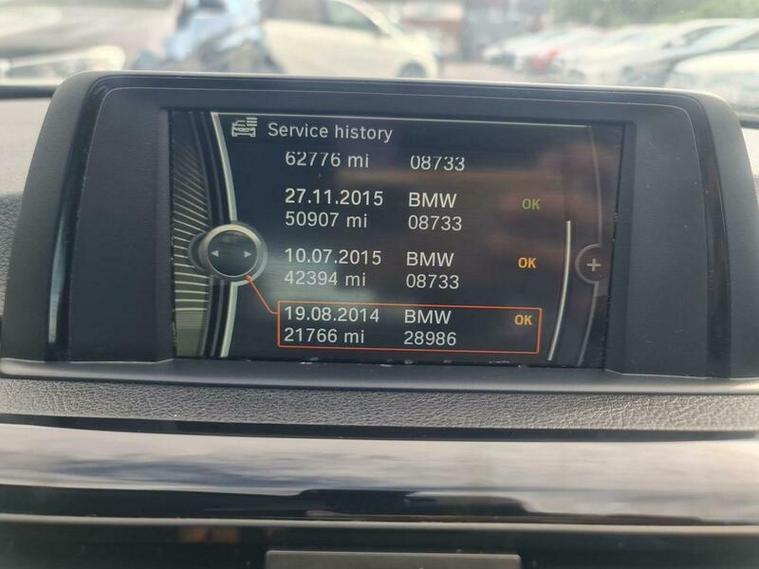 Service history
62776 mi 08733
27.11.2015 BMW OK
50907 mi 08733
10.07.2015 BMW OK
42394 mi 08733
19.08.2014 BMW OK
21766 mi 28986